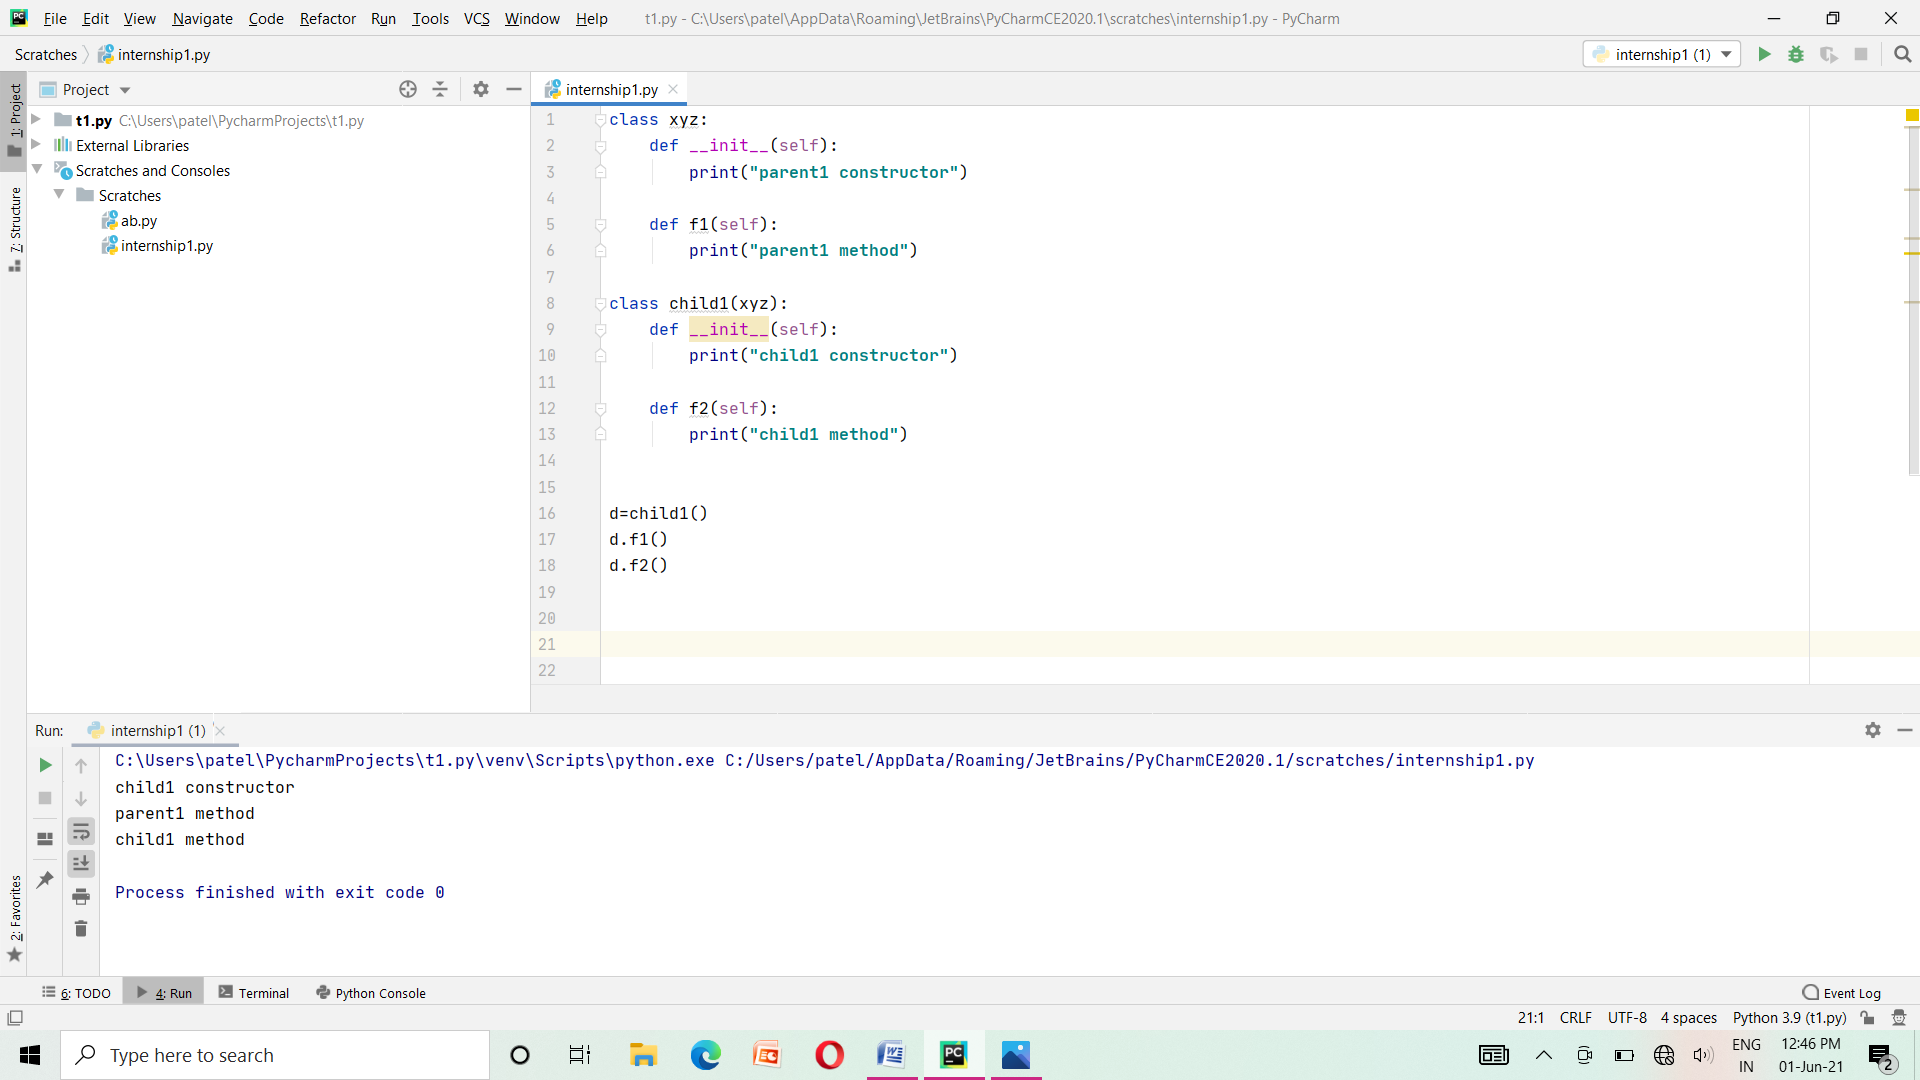 File Edit View Navigate Code Refactor Run Tools VCS Window Help t1.py - C:\Users\patel\AppData\Roaming\JetBrains\PyCharmCE2020.1\scratches\internship1.py - PyCharm
Scratches internship1.py internship1 (1)
Project internship1.py
1: Project
7: Structure
2: Favorites
t1.py C:\Users\patel\PycharmProjects\t1.py
External Libraries
Scratches and Consoles
Scratches
ab.py
internship1.py
1 class xyz:
2 def __init__(self):
3 print("parent1 constructor")
4
5 def f1(self):
6 print("parent1 method")
7
8 class child1(xyz):
9 def __init__(self):
10 print("child1 constructor")
11
12 def f2(self):
13 print("child1 method")
14
15
16 d=child1()
17 d.f1()
18 d.f2()
19
20
21
22
Run: internship1 (1)
C:\Users\patel\PycharmProjects\t1.py\venv\Scripts\python.exe C:/Users/patel/AppData/Roaming/JetBrains/PyCharmCE2020.1/scratches/internship1.py
child1 constructor
parent1 method
child1 method
Process finished with exit code 0
6: TODO 4: Run Terminal Python Console Event Log
21:1 CRLF UTF-8 4 spaces Python 3.9 (t1.py)
Type here to search
ENG
IN
12:46 PM
01-Jun-21
2